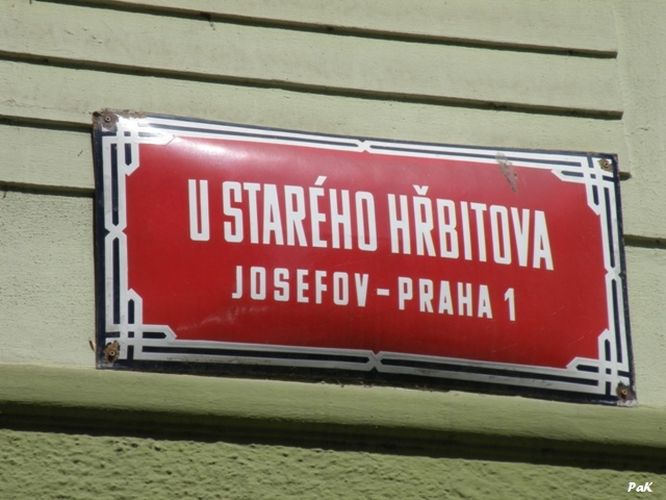 U STARÉHO HŘBITOVA
JOSEFOV - PRAHA 1
PaK